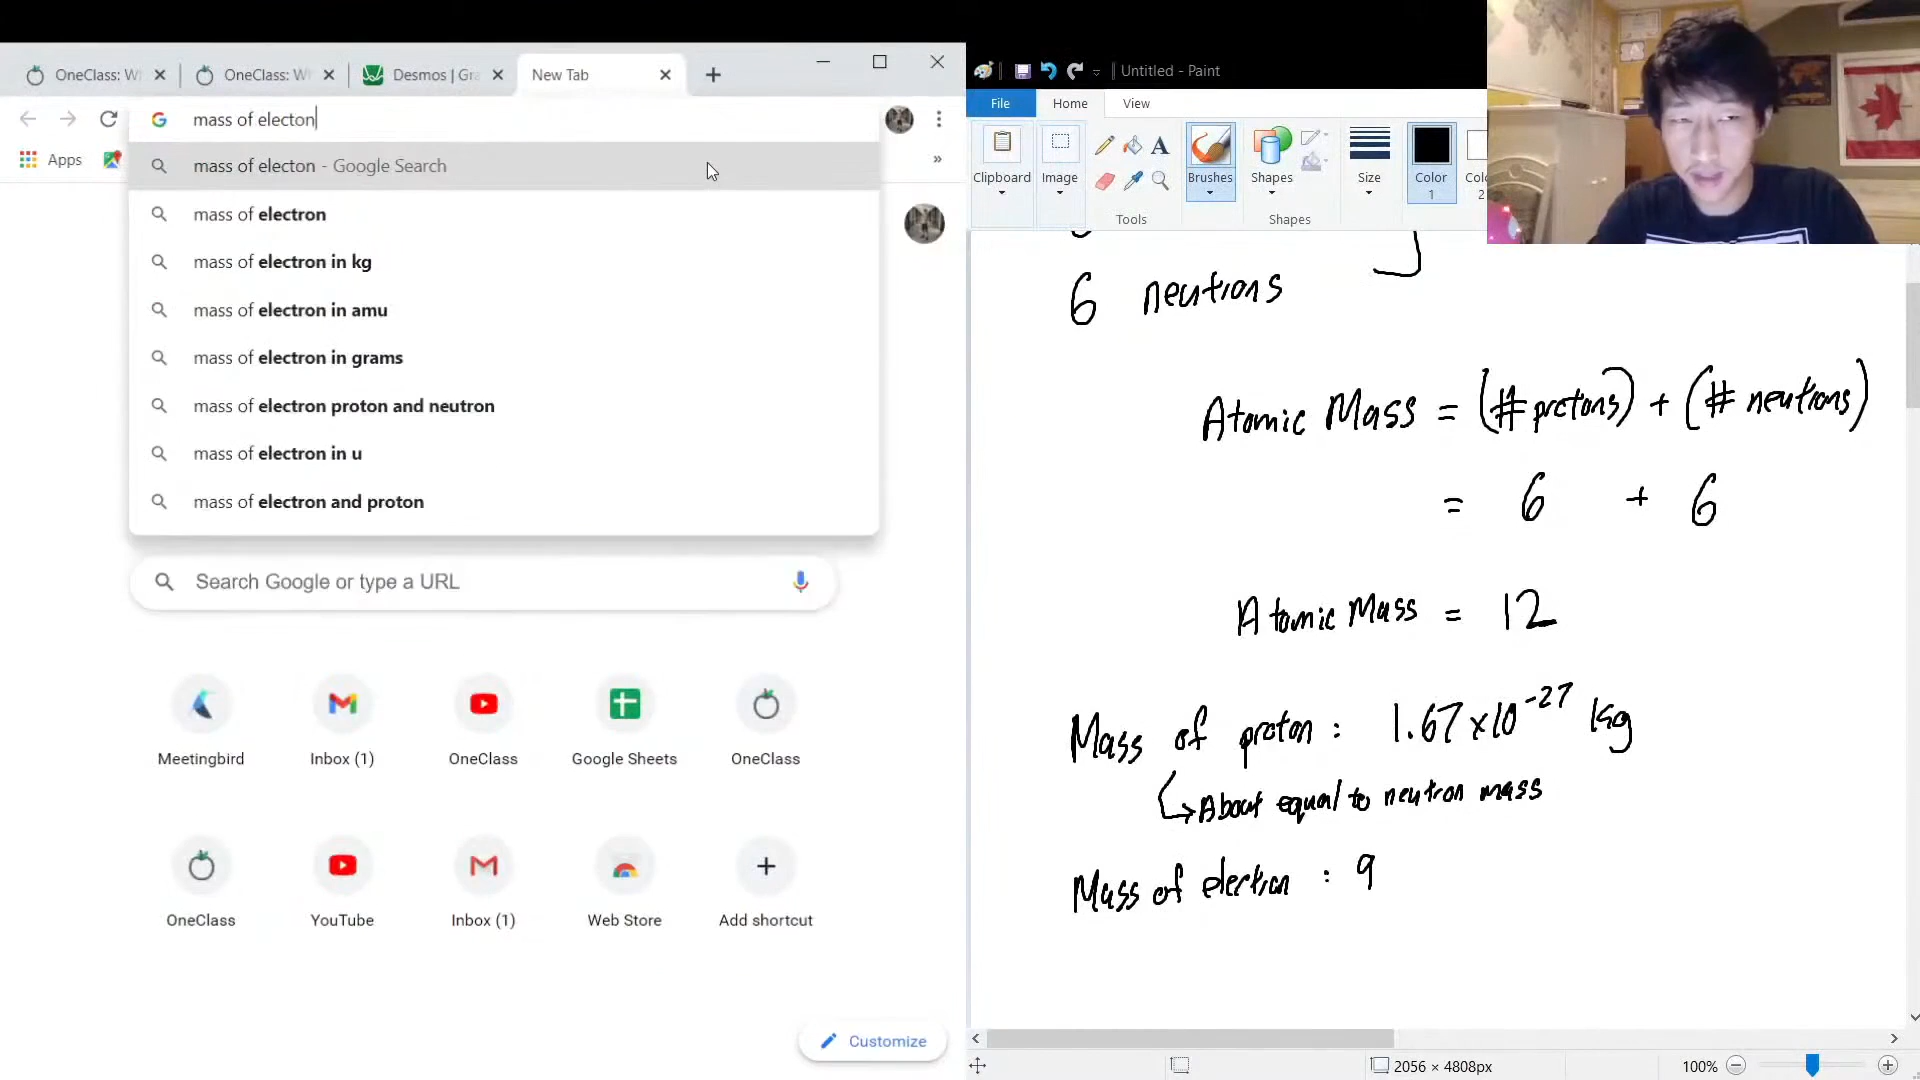 OneClass: WI
OneClass: WI
Desmos | Gra
New Tab
mass of electon
Apps
»
mass of electon - Google Search
mass of electron
mass of electron in kg
mass of electron in amu
mass of electron in grams
mass of electron proton and neutron
mass of electron in u
mass of electron and proton
Search Google or type a URL
Meetingbird
Inbox (1)
OneClass
Google Sheets
OneClass
OneClass
YouTube
Inbox (1)
Web Store
Add shortcut
Customize
Untitled - Paint
File
Home
View
Clipboard
Image
Tools
Brushes
Shapes
Shapes
Size
Color
1
Colo
2
6 neutrons
Atomic Mass = (# protons) + (# neutrons)
= 6 + 6
Atomic Mass = 12
Mass of proton : 1.67×10⁻²⁷ kg
↳ About equal to neutron mass
Mass of electron : 9
2056 × 4808px
100%